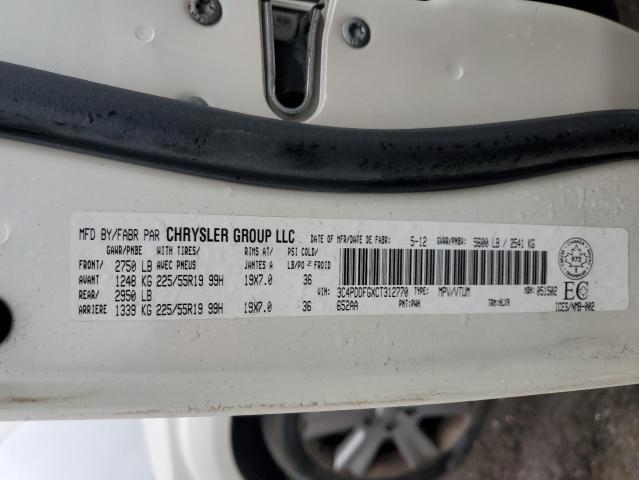 MFD BY/FABR PAR CHRYSLER GROUP LLC DATE OF MFR/DATE DE FABR: 5-12 GVWR/PNBV: 5600 LB / 2541 KG
GAWR/PNBE WITH TIRES/ RIMS AT/ PSI COLD/
FRONT/ 2750 LB AVEC PNEUS JANTES A LB/PO² FROID
AVANT 1248 KG 225/55R19 99H 19X7.0 36 VIN: 3C4PDDFGXCT312770 TYPE: MPV/VTUM MDH: 051502
REAR/ 2950 LB 652AA PNT: PWH TRM: HLX9
ARRIERE 1339 KG 225/55R19 99H 19X7.0 36 ICES/NMB-002
972
EC